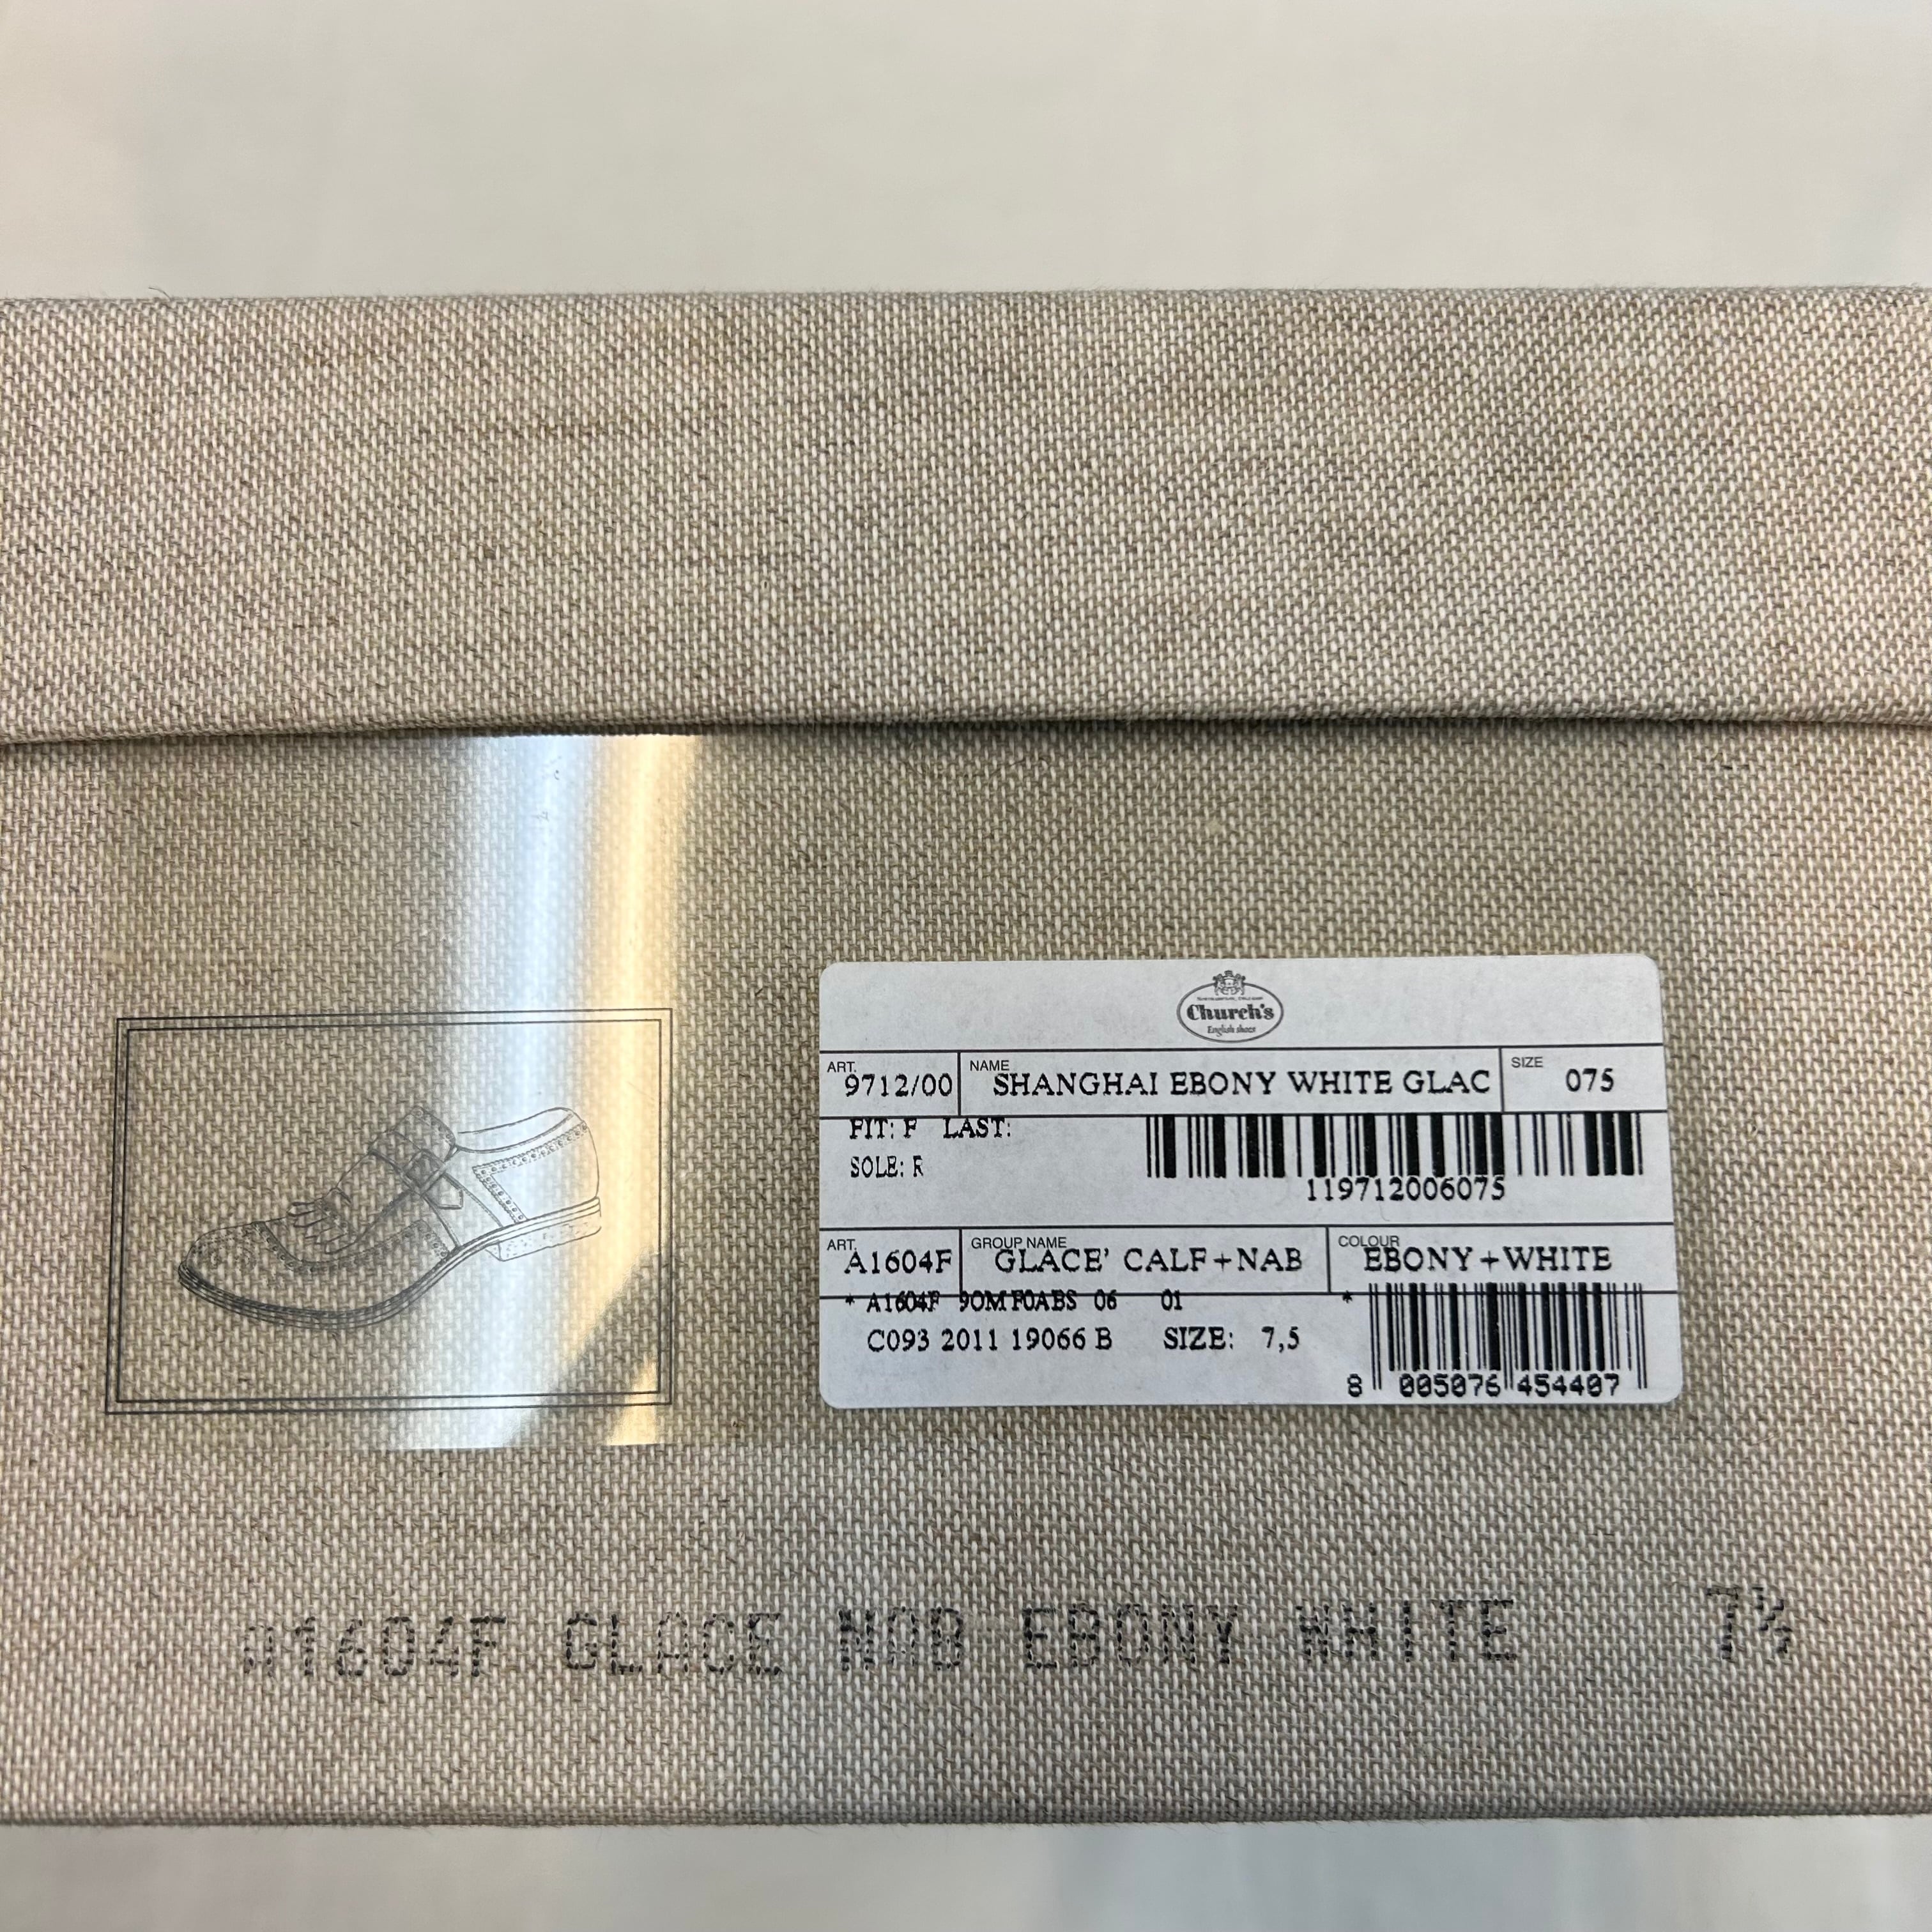 Church's
English shoes
ART. 9712/00 NAME SHANGHAI EBONY WHITE GLAC SIZE 075
FIT: F LAST:
SOLE: R
119712006075
ART. A1604F GROUP NAME GLACE' CALF+NAB COLOUR EBONY+WHITE
* A1604F 9OM F0ABS 06 01 *
C093 2011 19066 B SIZE: 7,5
8 005076 454407
A1604F GLACE NAB EBONY WHITE 7½